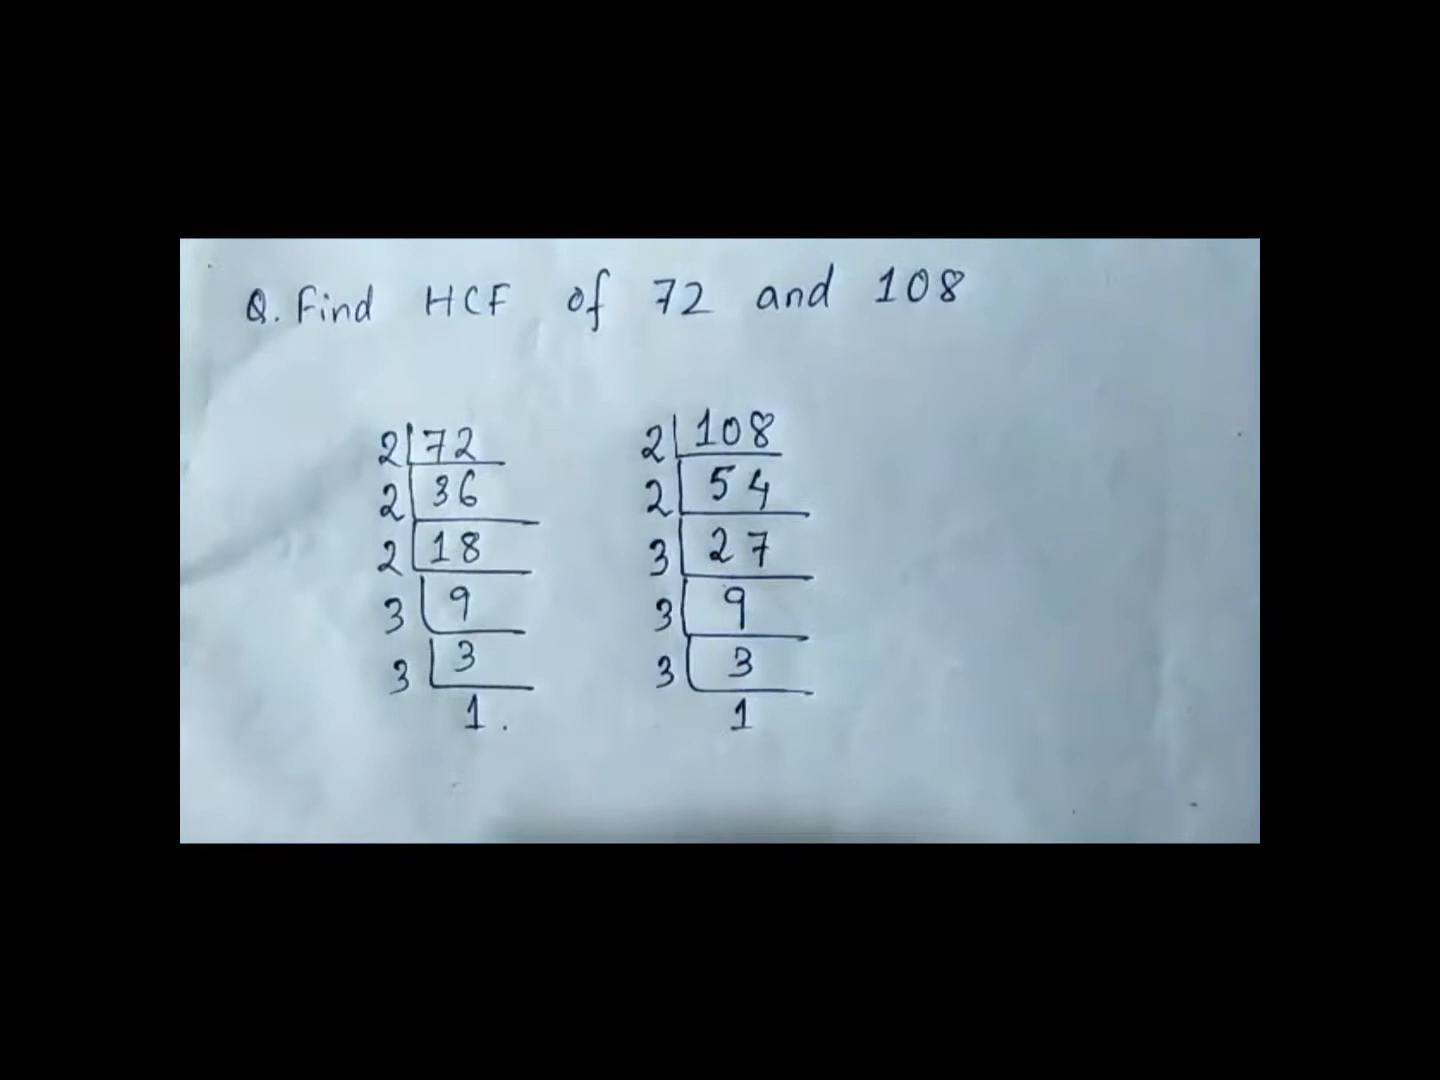 Q. Find HCF of 72 and 108
2 72 2 108
2 36 2 54
2 18 3 27
3 9 3 9
3 3 3 3
1. 1